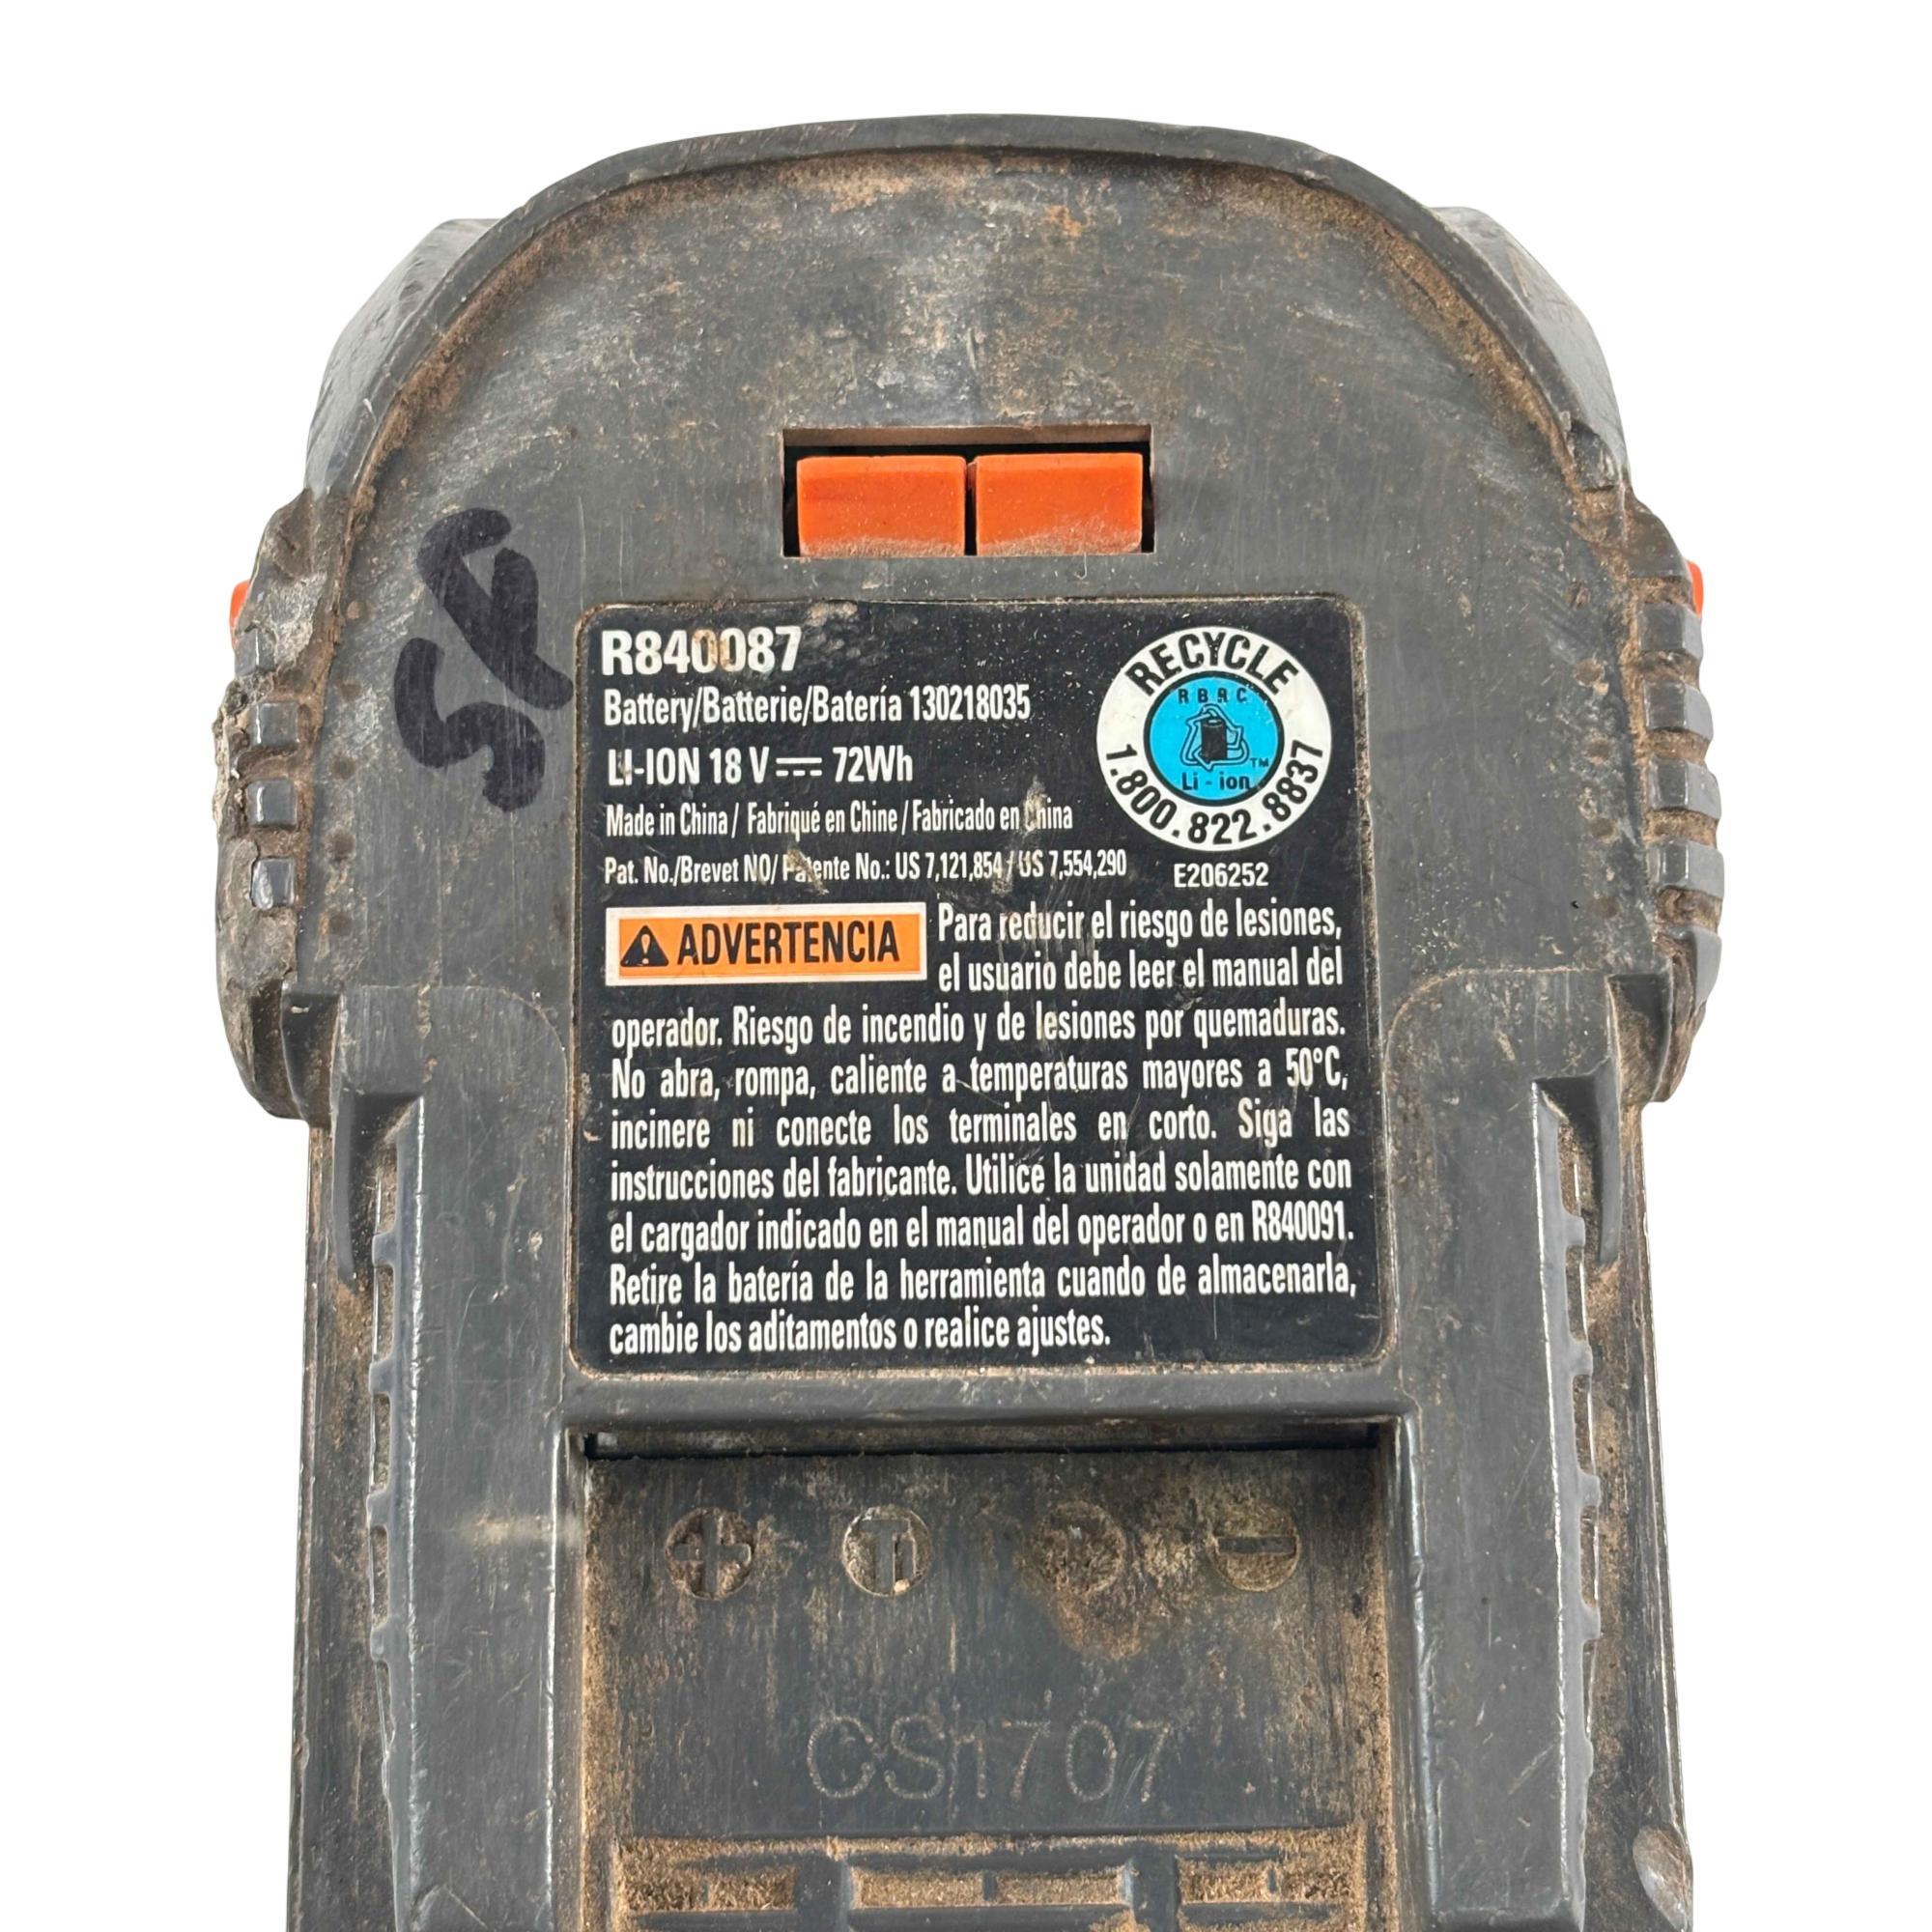 SP
R840087
Battery/Batterie/Batería 130218035
LI-ION 18 V 72Wh
Made in China / Fabriqué en Chine / Fabricado en China
Pat. No./Brevet NO/ Patente No.: US 7,121,854 / US 7,554,290
RECYCLE
RBRC
Li - ion
TM
1.800.822.8837
E206252
ADVERTENCIA
Para reducir el riesgo de lesiones,
el usuario debe leer el manual del
operador. Riesgo de incendio y de lesiones por quemaduras.
No abra, rompa, caliente a temperaturas mayores a 50°C,
incinere ni conecte los terminales en corto. Siga las
instrucciones del fabricante. Utilice la unidad solamente con
el cargador indicado en el manual del operador o en R840091.
Retire la batería de la herramienta cuando de almacenarla,
cambie los aditamentos o realice ajustes.
+ T1 −
CS1707